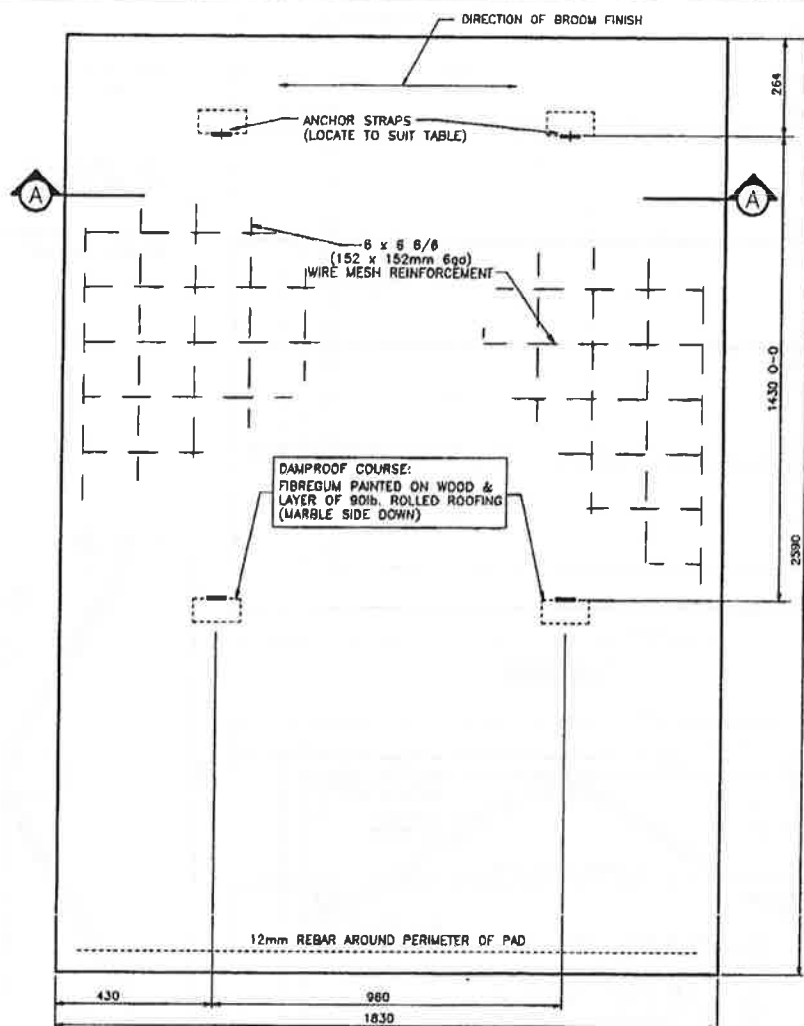 DIRECTION OF BROOM FINISH
264
ANCHOR STRAPS
(LOCATE TO SUIT TABLE)
A
A
6 x 6 6/6
(152 x 152mm 6ga)
WIRE MESH REINFORCEMENT
1430 O-O
DAMPROOF COURSE:
FIBREGUM PAINTED ON WOOD &
LAYER OF 90lb. ROLLED ROOFING
(MARBLE SIDE DOWN)
2590
12mm REBAR AROUND PERIMETER OF PAD
430
960
1830